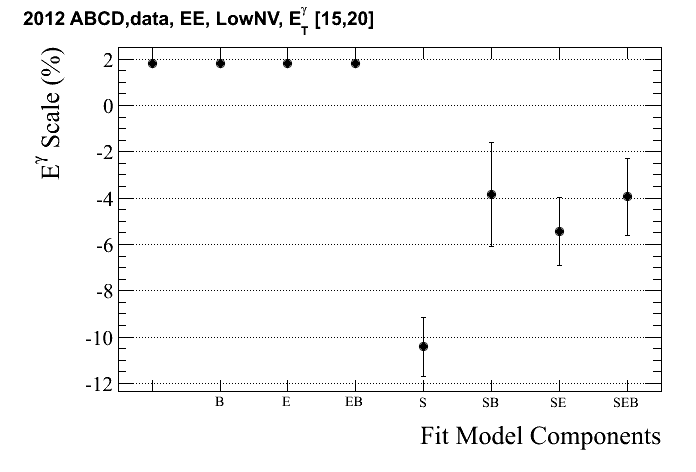 2012 ABCD,data, EE, LowNV, E_T^γ [15,20]
E^γ Scale (%)
2
0
-2
-4
-6
-8
-10
-12
B E EB S SB SE SEB
Fit Model Components